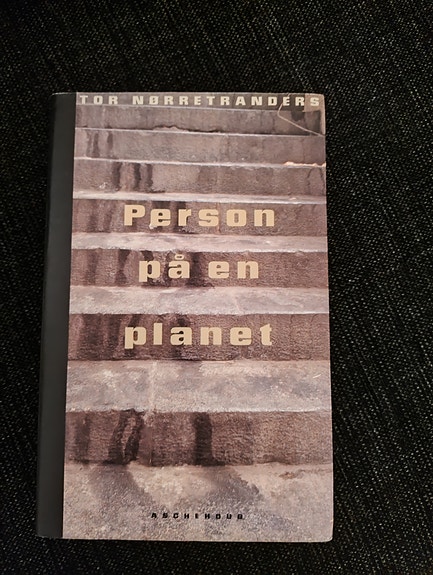 TOR NØRRETRANDERS
Person
på en
planet
ASCHEHOUG